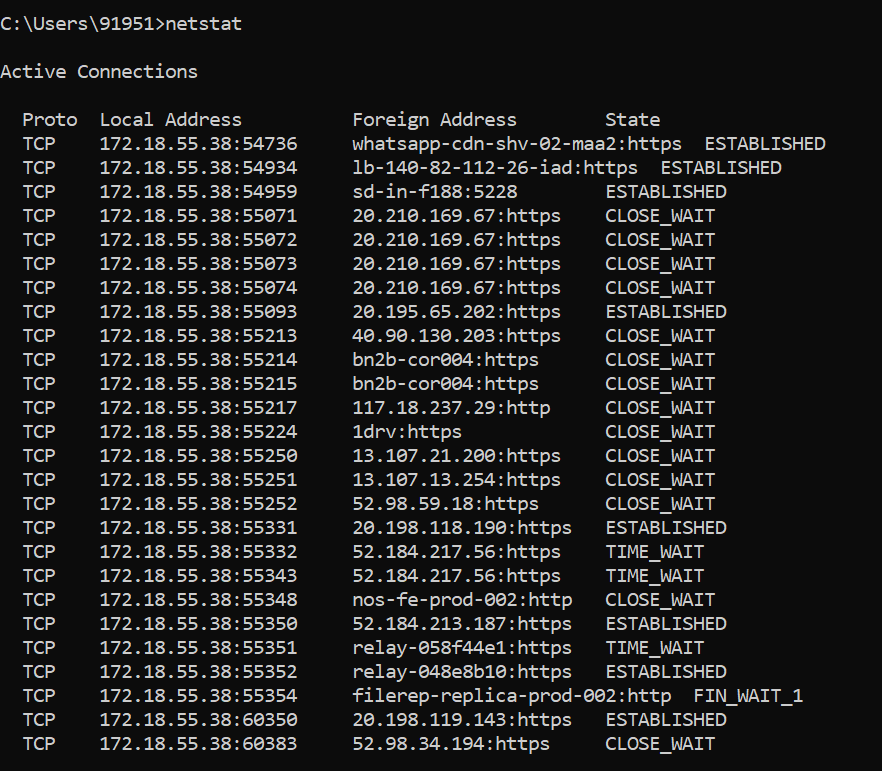 C:\Users\91951>netstat
Active Connections
Proto  Local Address          Foreign Address        State
TCP    172.18.55.38:54736     whatsapp-cdn-shv-02-maa2:https  ESTABLISHED
TCP    172.18.55.38:54934     lb-140-82-112-26-iad:https  ESTABLISHED
TCP    172.18.55.38:54959     sd-in-f188:5228        ESTABLISHED
TCP    172.18.55.38:55071     20.210.169.67:https    CLOSE_WAIT
TCP    172.18.55.38:55072     20.210.169.67:https    CLOSE_WAIT
TCP    172.18.55.38:55073     20.210.169.67:https    CLOSE_WAIT
TCP    172.18.55.38:55074     20.210.169.67:https    CLOSE_WAIT
TCP    172.18.55.38:55093     20.195.65.202:https    ESTABLISHED
TCP    172.18.55.38:55213     40.90.130.203:https    CLOSE_WAIT
TCP    172.18.55.38:55214     bn2b-cor004:https      CLOSE_WAIT
TCP    172.18.55.38:55215     bn2b-cor004:https      CLOSE_WAIT
TCP    172.18.55.38:55217     117.18.237.29:http     CLOSE_WAIT
TCP    172.18.55.38:55224     1drv:https             CLOSE_WAIT
TCP    172.18.55.38:55250     13.107.21.200:https    CLOSE_WAIT
TCP    172.18.55.38:55251     13.107.13.254:https    CLOSE_WAIT
TCP    172.18.55.38:55252     52.98.59.18:https      CLOSE_WAIT
TCP    172.18.55.38:55331     20.198.118.190:https   ESTABLISHED
TCP    172.18.55.38:55332     52.184.217.56:https    TIME_WAIT
TCP    172.18.55.38:55343     52.184.217.56:https    TIME_WAIT
TCP    172.18.55.38:55348     nos-fe-prod-002:http   CLOSE_WAIT
TCP    172.18.55.38:55350     52.184.213.187:https   ESTABLISHED
TCP    172.18.55.38:55351     relay-058f44e1:https   TIME_WAIT
TCP    172.18.55.38:55352     relay-048e8b10:https   ESTABLISHED
TCP    172.18.55.38:55354     filerep-replica-prod-002:http  FIN_WAIT_1
TCP    172.18.55.38:60350     20.198.119.143:https   ESTABLISHED
TCP    172.18.55.38:60383     52.98.34.194:https     CLOSE_WAIT